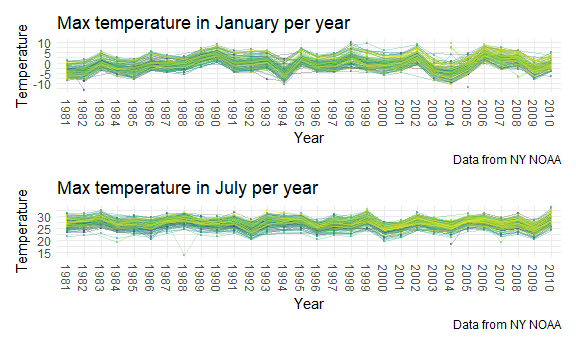 Max temperature in January per year
Temperature
10
5
0
-5
-10
1981 1982 1983 1984 1985 1986 1987 1988 1989 1990 1991 1992 1993 1994 1995 1996 1997 1998 1999 2000 2001 2002 2003 2004 2005 2006 2007 2008 2009 2010
Year
Data from NY NOAA
Max temperature in July per year
Temperature
30
25
20
15
1981 1982 1983 1984 1985 1986 1987 1988 1989 1990 1991 1992 1993 1994 1995 1996 1997 1998 1999 2000 2001 2002 2003 2004 2005 2006 2007 2008 2009 2010
Year
Data from NY NOAA